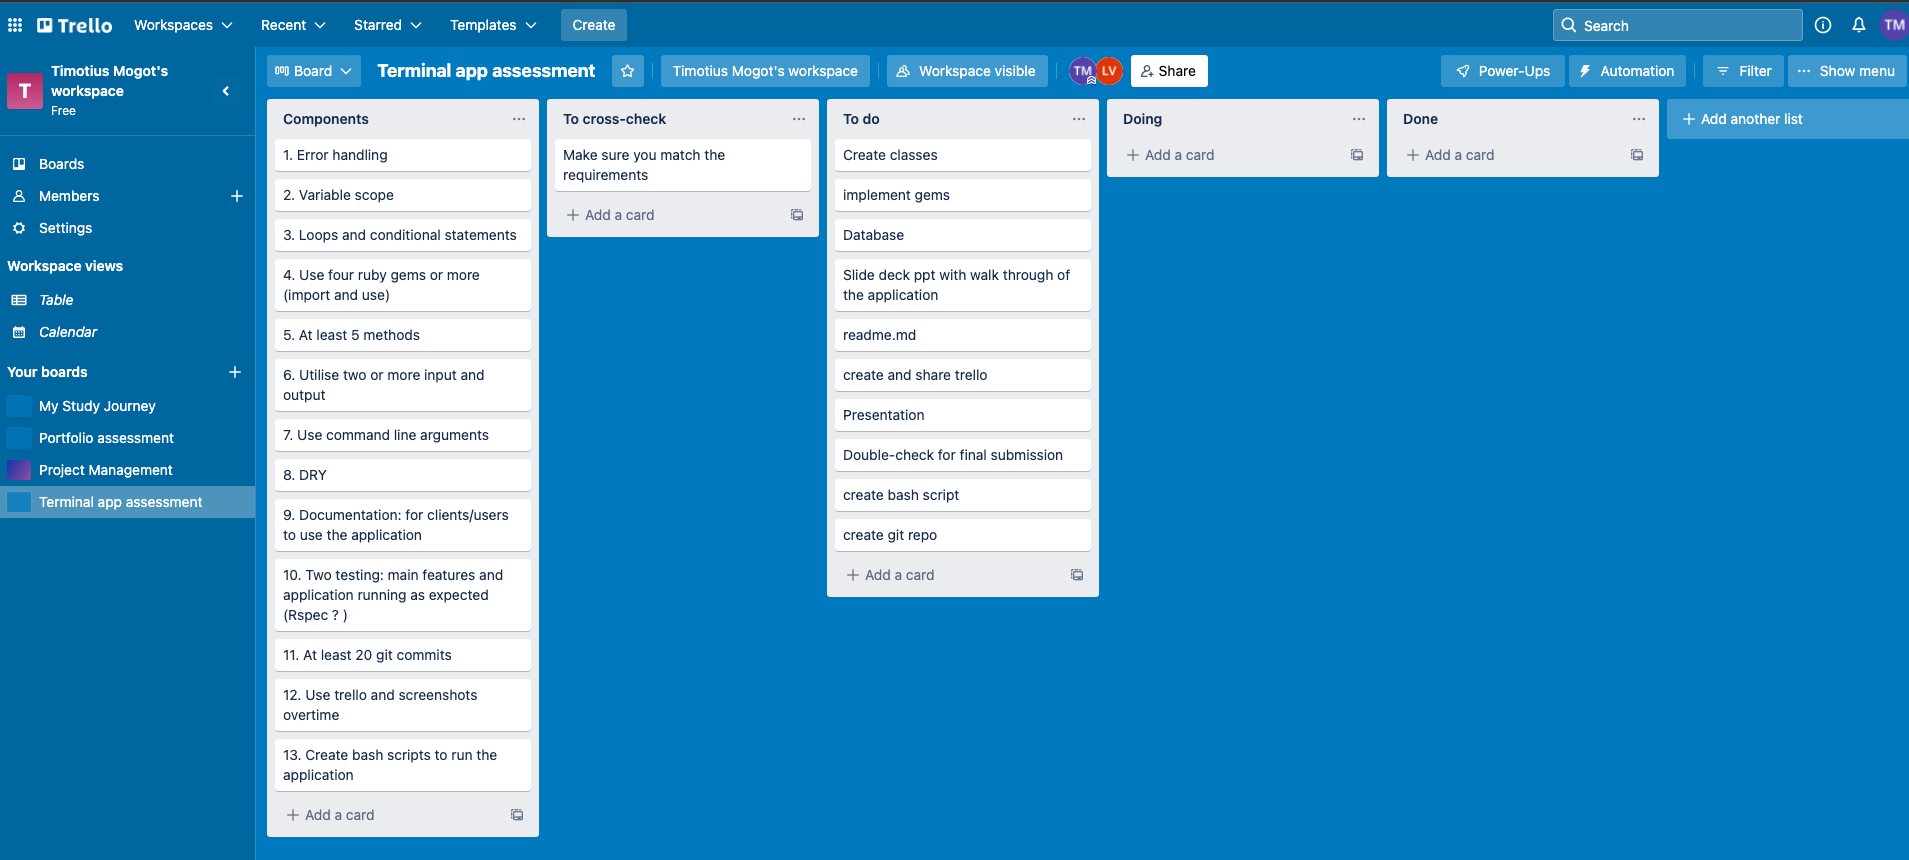 Trello
Workspaces
Recent
Starred
Templates
Create
Search
TM
T
Timotius Mogot's
workspace
Free
Boards
Members
Settings
Workspace views
Table
Calendar
Your boards
My Study Journey
Portfolio assessment
Project Management
Terminal app assessment
Board
Terminal app assessment
Timotius Mogot's workspace
Workspace visible
TM
LV
Share
Power-Ups
Automation
Filter
Show menu
Components
1. Error handling
2. Variable scope
3. Loops and conditional statements
4. Use four ruby gems or more
(import and use)
5. At least 5 methods
6. Utilise two or more input and
output
7. Use command line arguments
8. DRY
9. Documentation: for clients/users
to use the application
10. Two testing: main features and
application running as expected
(Rspec ? )
11. At least 20 git commits
12. Use trello and screenshots
overtime
13. Create bash scripts to run the
application
Add a card
To cross-check
Make sure you match the
requirements
Add a card
To do
Create classes
implement gems
Database
Slide deck ppt with walk through of
the application
readme.md
create and share trello
Presentation
Double-check for final submission
create bash script
create git repo
Add a card
Doing
Add a card
Done
Add a card
Add another list